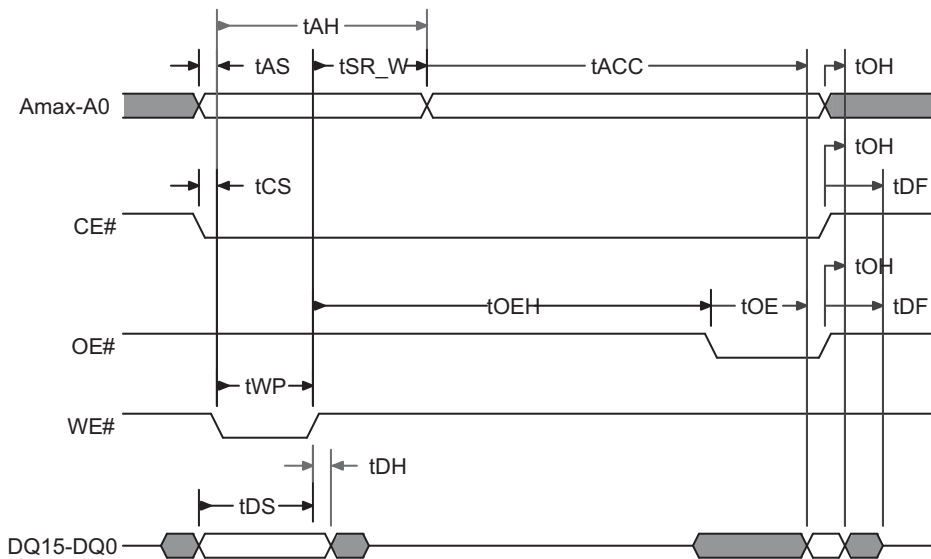 tAH
tAS tSR_W tACC tOH
Amax-A0
tOH
tCS tDF
CE#
tOH
tOEH tOE tDF
OE#
tWP
WE#
tDH
tDS
DQ15-DQ0